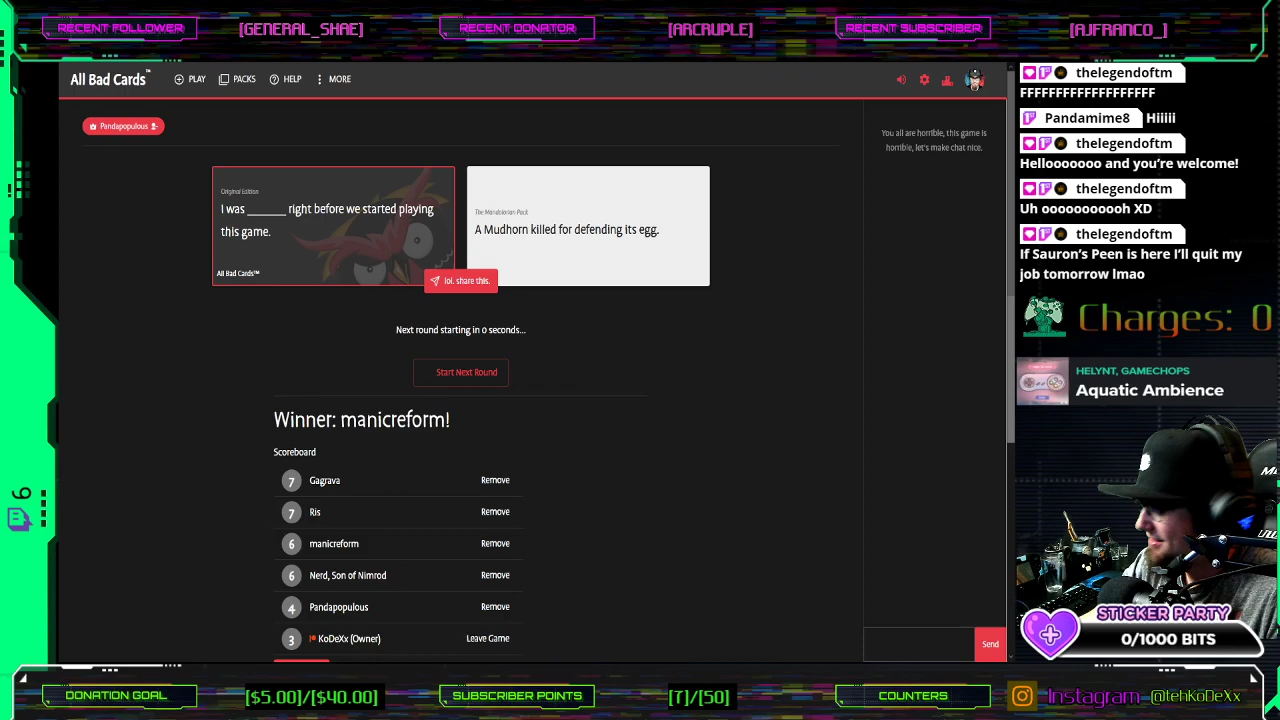 RECENT FOLLOWER
[GENERAL_SHAE]
RECENT DONATOR
[ARCRUPLE]
RECENT SUBSCRIBER
[AJFRANCO_]
All Bad Cards™
PLAY
PACKS
HELP
MORE
Pandapopulous
You all are horrible, this game is
horrible, let's make chat nice.
Original Edition
I was ______ right before we started playing
this game.
All Bad Cards™
The Mandalorian Pack
A Mudhorn killed for defending its egg.
lol. share this.
Next round starting in 0 seconds...
Start Next Round
Winner: manicreform!
Scoreboard
7 Gagrava Remove
7 Ris Remove
6 manicreform Remove
6 Nerd, Son of Nimrod Remove
4 Pandapopulous Remove
3 KoDeXx (Owner) Leave Game
Send
thelegendoftm
FFFFFFFFFFFFFFFFFFF
Pandamime8 Hiiiii
thelegendoftm
Hellooooooo and you're welcome!
thelegendoftm
Uh ooooooooooh XD
thelegendoftm
If Sauron's Peen is here I'll quit my
job tomorrow lmao
Charges: 0
HELYNT, GAMECHOPS
Aquatic Ambience
STICKER PARTY
0/1000 BITS
6
DONATION GOAL
[$5.00]/[$40.00]
SUBSCRIBER POINTS
[7]/[50]
COUNTERS
Instagram @tehKoDeXx